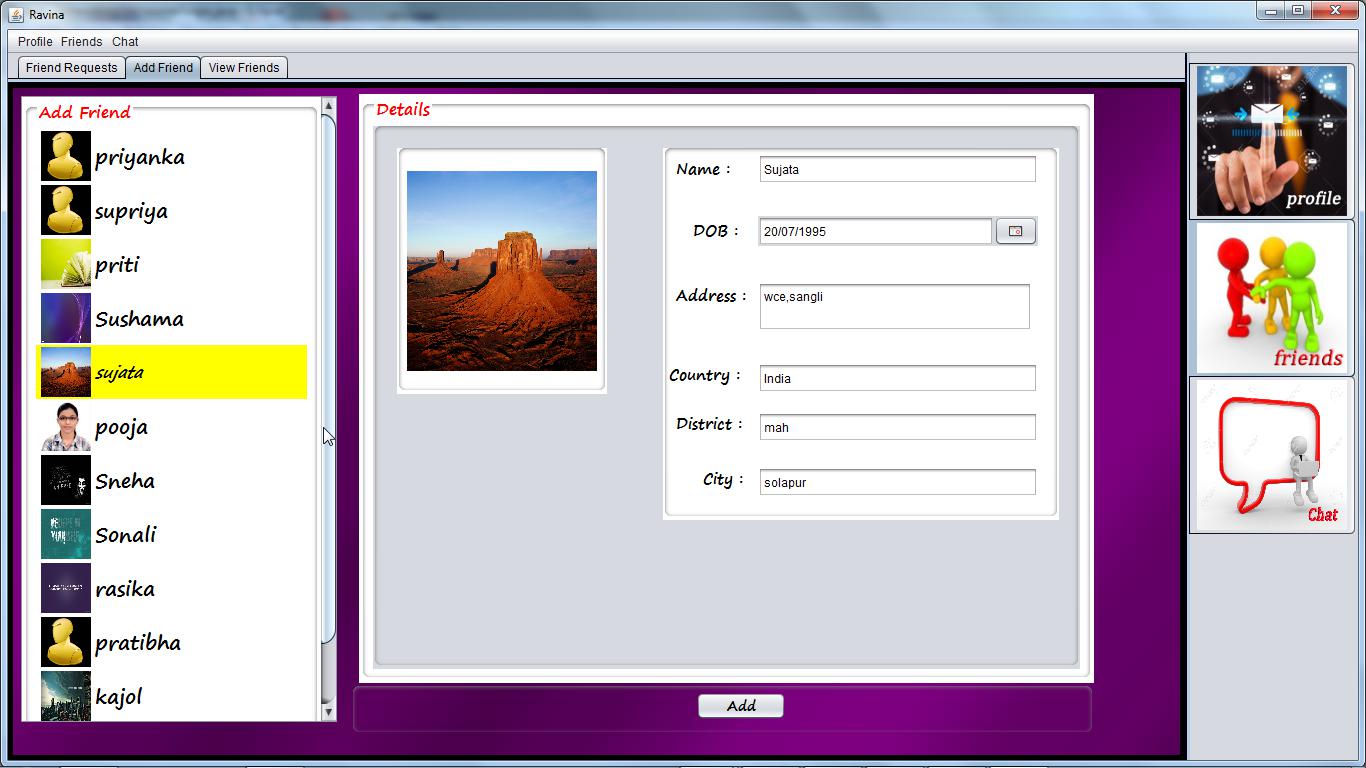 Ravina
Profile Friends Chat
Friend Requests Add Friend View Friends
Add Friend
priyanka
supriya
priti
Sushama
sujata
pooja
Sneha
Sonali
rasika
pratibha
kajol
Details
Name :
Sujata
DOB :
20/07/1995
Address :
wce,sangli
Country :
India
District :
mah
City :
solapur
Add
profile
friends
Chat